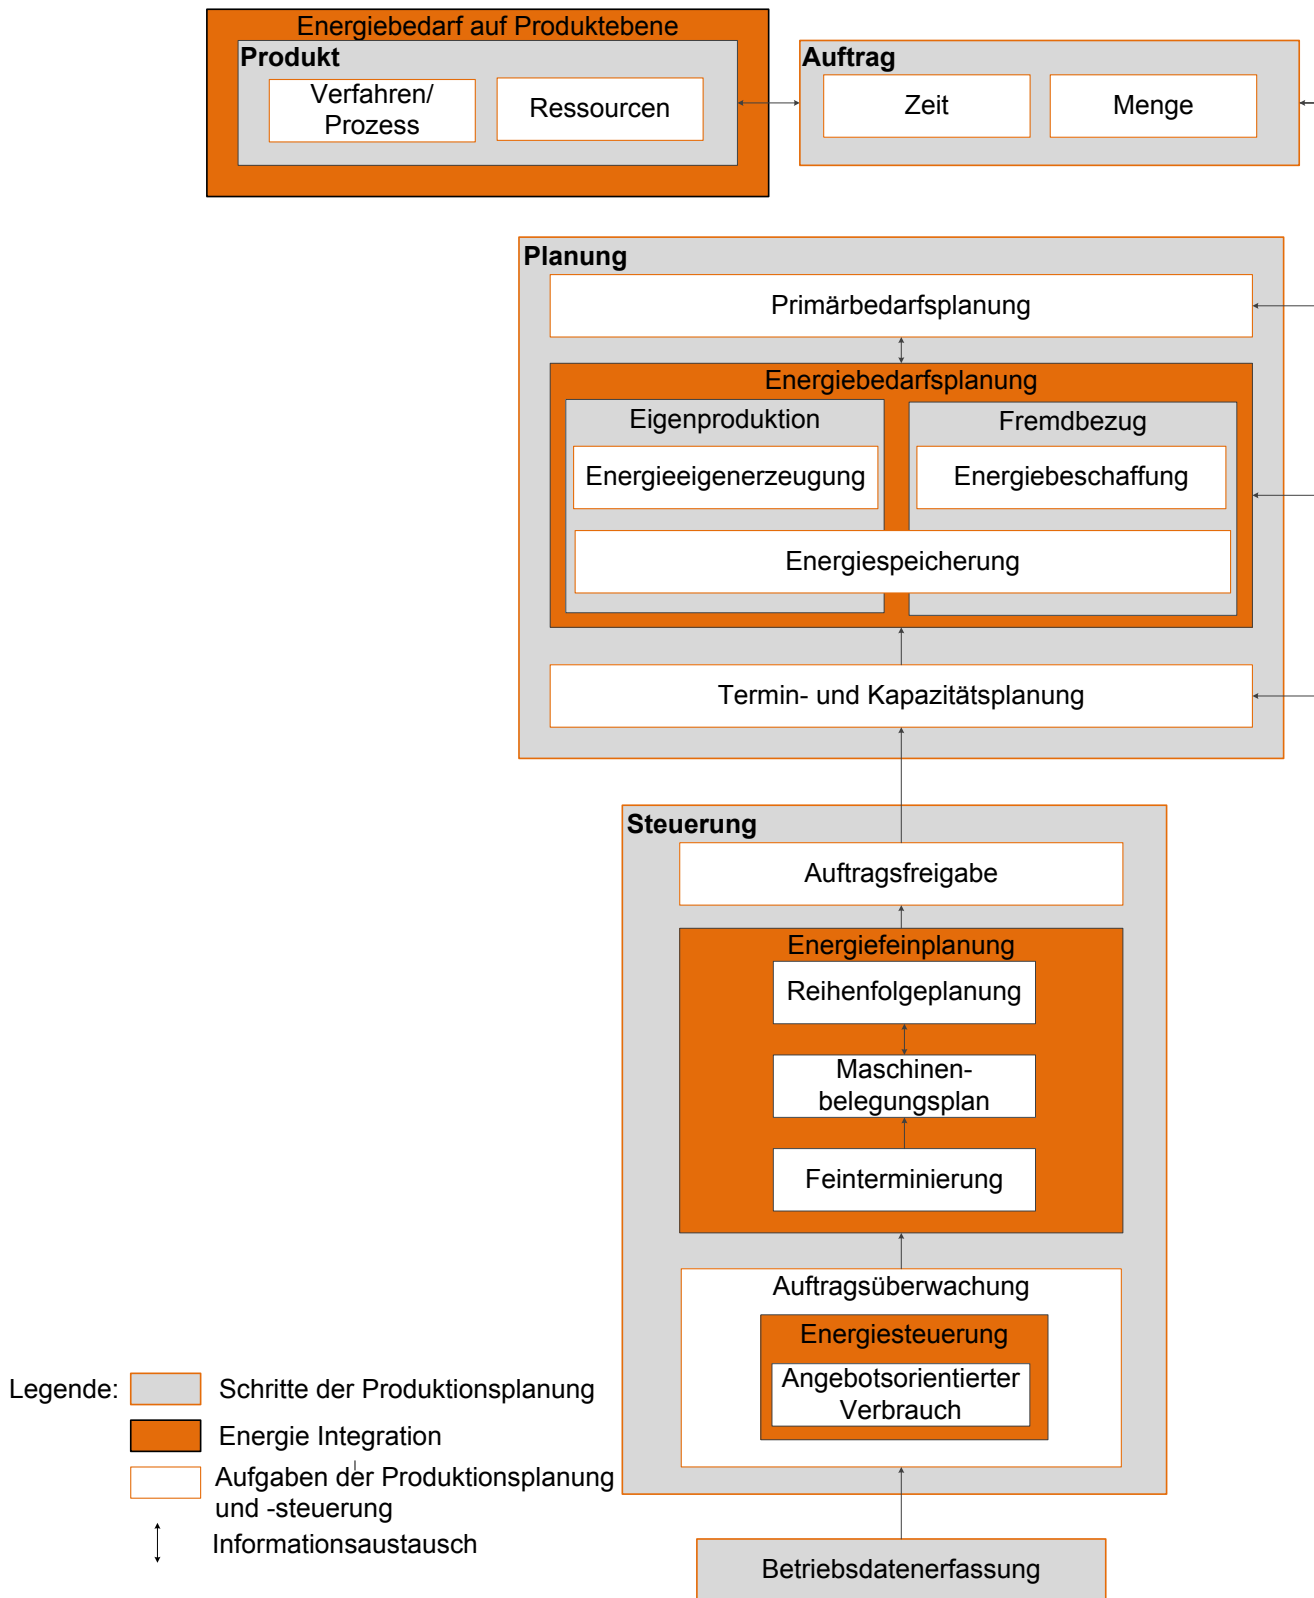 Energiebedarf auf Produktebene
Produkt
Verfahren/
Prozess
Ressourcen
Auftrag
Zeit
Menge
Planung
Primärbedarfsplanung
Energiebedarfsplanung
Eigenproduktion
Fremdbezug
Energieeigenerzeugung
Energiebeschaffung
Energiespeicherung
Termin- und Kapazitätsplanung
Steuerung
Auftragsfreigabe
Energiefeinplanung
Reihenfolgeplanung
Maschinen-
belegungsplan
Feinterminierung
Auftragsüberwachung
Energiesteuerung
Angebotsorientierter
Verbrauch
Legende:
Schritte der Produktionsplanung
Energie Integration
Aufgaben der Produktionsplanung
und -steuerung
Informationsaustausch
Betriebsdatenerfassung